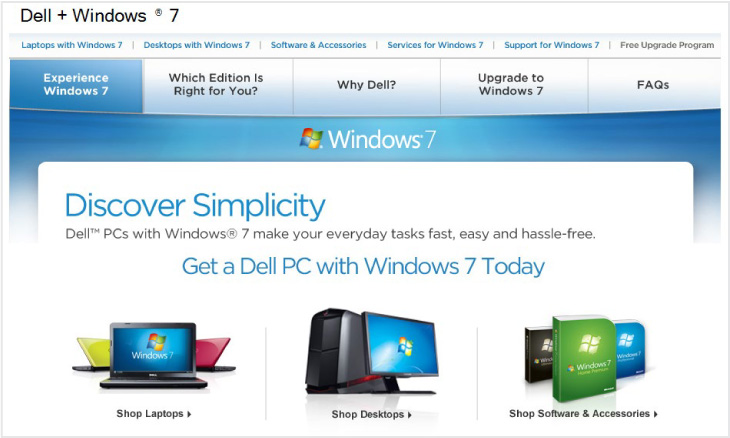 Dell + Windows ® 7
Laptops with Windows 7 | Desktops with Windows 7 | Software & Accessories | Services for Windows 7 | Support for Windows 7 | Free Upgrade Program
Experience Windows 7
Which Edition Is Right for You?
Why Dell?
Upgrade to Windows 7
FAQs
Windows®7
Discover Simplicity
Dell™ PCs with Windows® 7 make your everyday tasks fast, easy and hassle-free.
Get a Dell PC with Windows 7 Today
Windows 7
Windows 7
Windows 7
Home Premium
Shop Laptops
Shop Desktops
Shop Software & Accessories